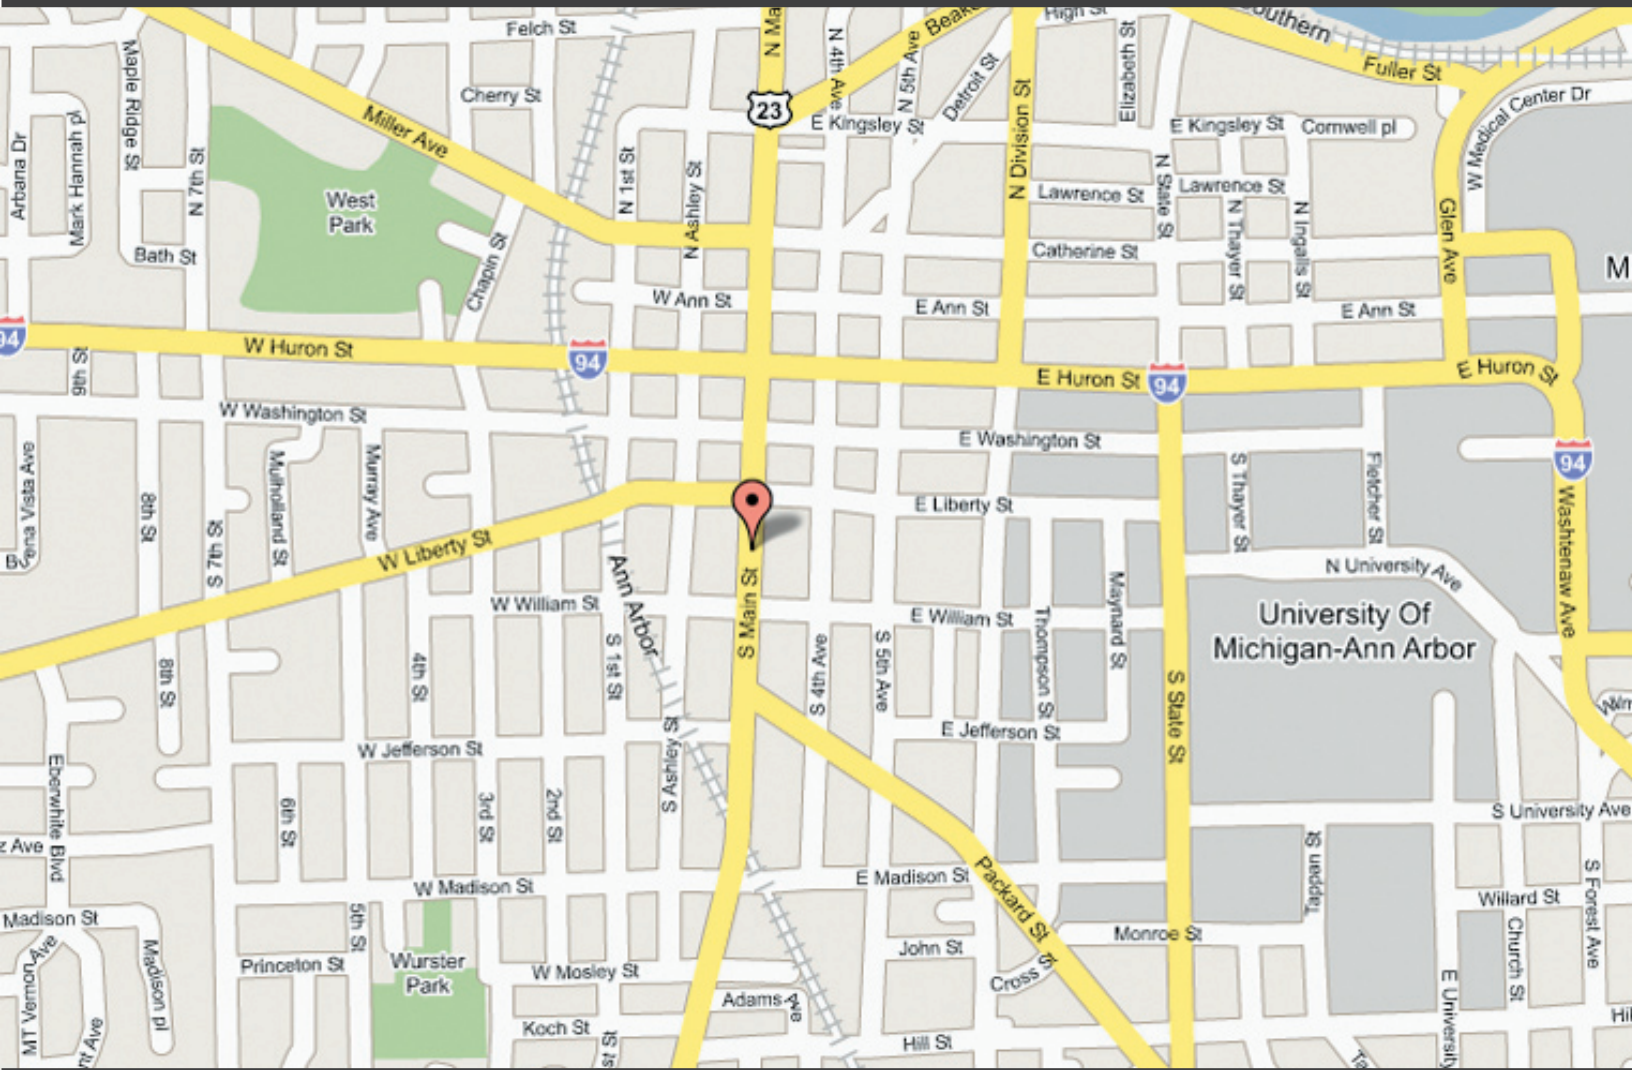 Felch St
N Ma
N 4th Ave
N 5th Ave
Beake
High St
Elizabeth St
outhern
Fuller St
Maple Ridge St
Cherry St
23
E Kingsley St
Detroit St
N Division St
E Kingsley St
Cornwell pl
W Medical Center Dr
Miller Ave
Arbana Dr
Mark Hannah pl
N 7th St
West
Park
N 1st St
N Ashley St
Lawrence St
N State St
Lawrence St
N Thayer St
N Ingalls St
Glen Ave
Bath St
Chapin St
Catherine St
M
W Ann St
E Ann St
E Ann St
94
W Huron St
94
E Huron St
94
E Huron St
9th St
W Washington St
E Washington St
94
ena Vista Ave
B
8th St
S 7th St
Mulholland St
Murray Ave
W Liberty St
E Liberty St
S Thayer St
Fletcher St
Washtenaw Ave
Ann Arbor
N University Ave
W William St
S Main St
E William St
Thompson St
Maynard St
University Of
Michigan-Ann Arbor
8th St
4th St
S 1st St
S 4th Ave
S 5th Ave
S State St
W Jefferson St
S Ashley St
E Jefferson St
Eberwhite Blvd
6th St
3rd St
2nd St
S University Ave
z Ave
W Madison St
E Madison St
Packard St
Tappan St
Willard St
S Forest Ave
Madison St
Madison pl
5th St
Wurster
Park
John St
Monroe St
Church St
MT Vernon Ave
nt Ave
Princeton St
W Mosley St
Cross St
E University
Adams Ave
Koch St
st St
Hill St
Hil
Ta